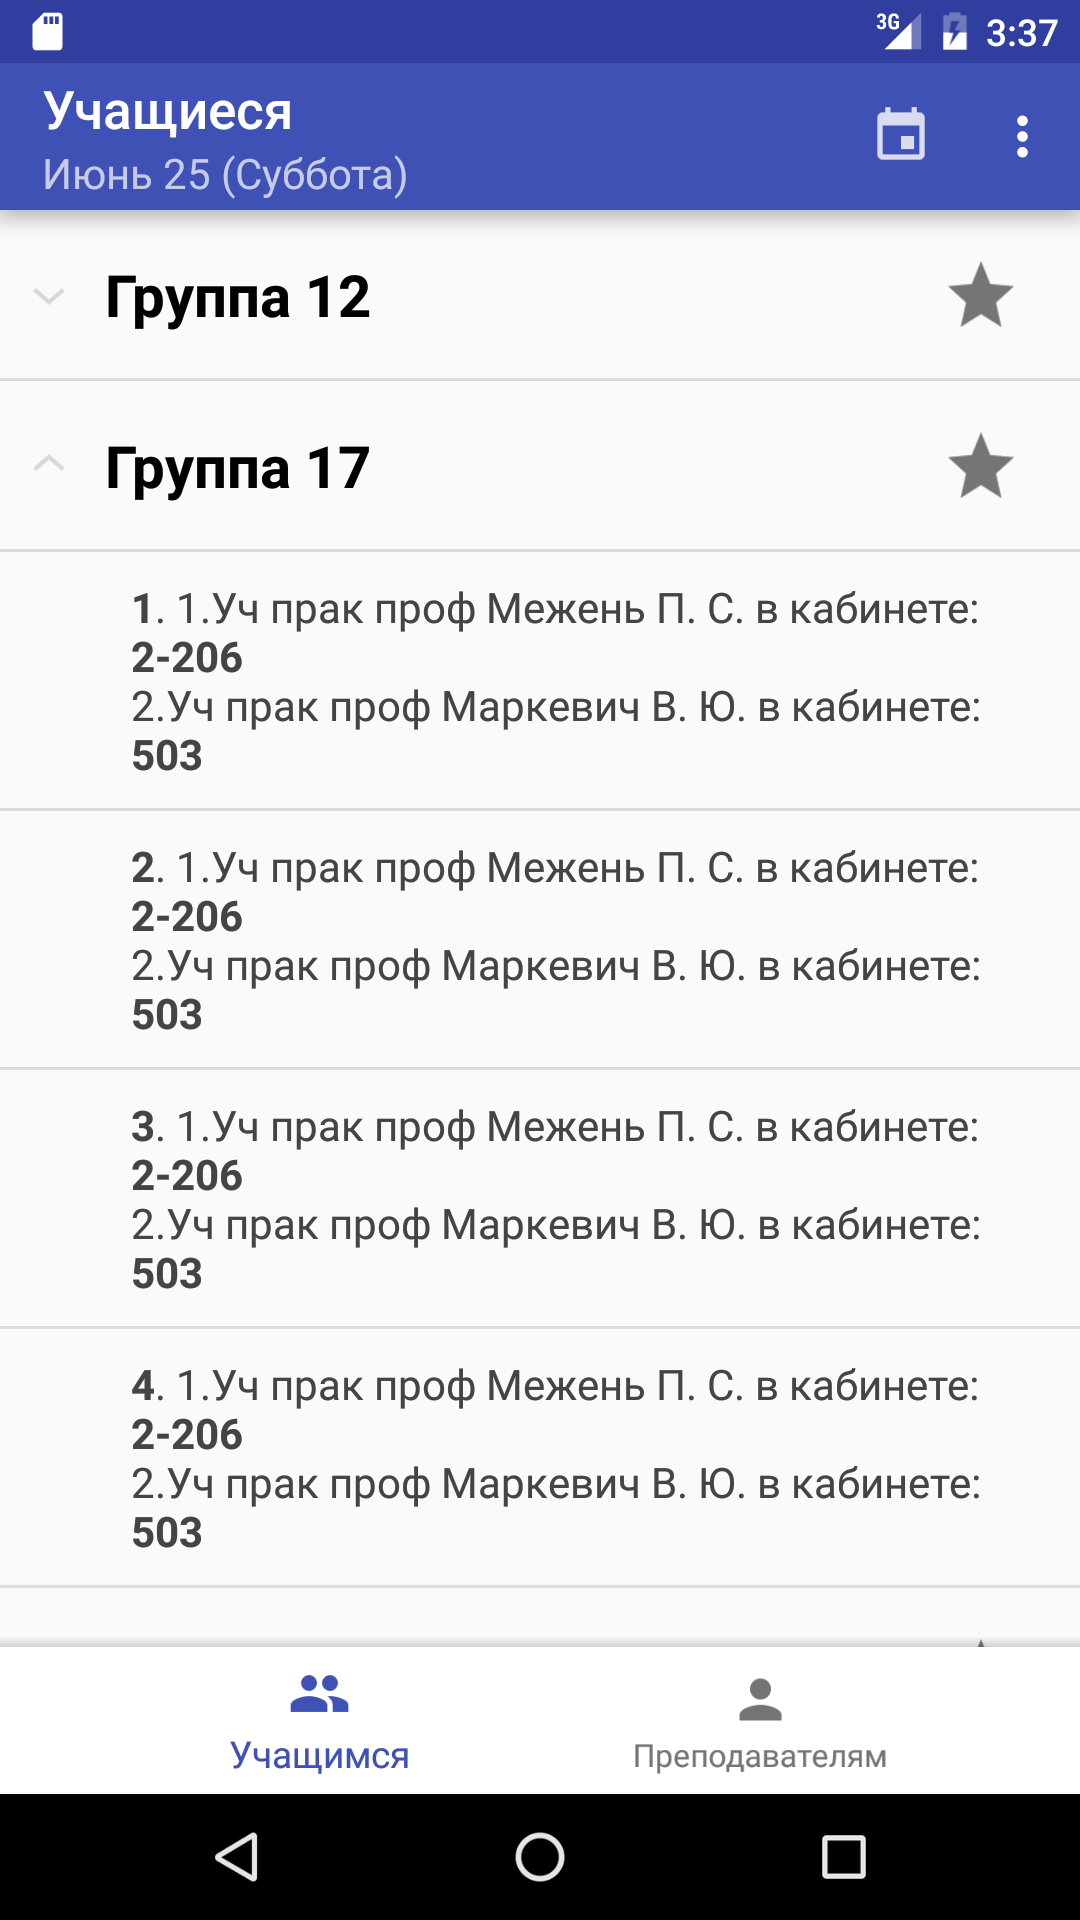 3G 3:37
Учащиеся
Июнь 25 (Суббота)
Группа 12
Группа 17
1. 1.Уч прак проф Межень П. С. в кабинете:
2-206
2.Уч прак проф Маркевич В. Ю. в кабинете:
503
2. 1.Уч прак проф Межень П. С. в кабинете:
2-206
2.Уч прак проф Маркевич В. Ю. в кабинете:
503
3. 1.Уч прак проф Межень П. С. в кабинете:
2-206
2.Уч прак проф Маркевич В. Ю. в кабинете:
503
4. 1.Уч прак проф Межень П. С. в кабинете:
2-206
2.Уч прак проф Маркевич В. Ю. в кабинете:
503
Учащимся
Преподавателям